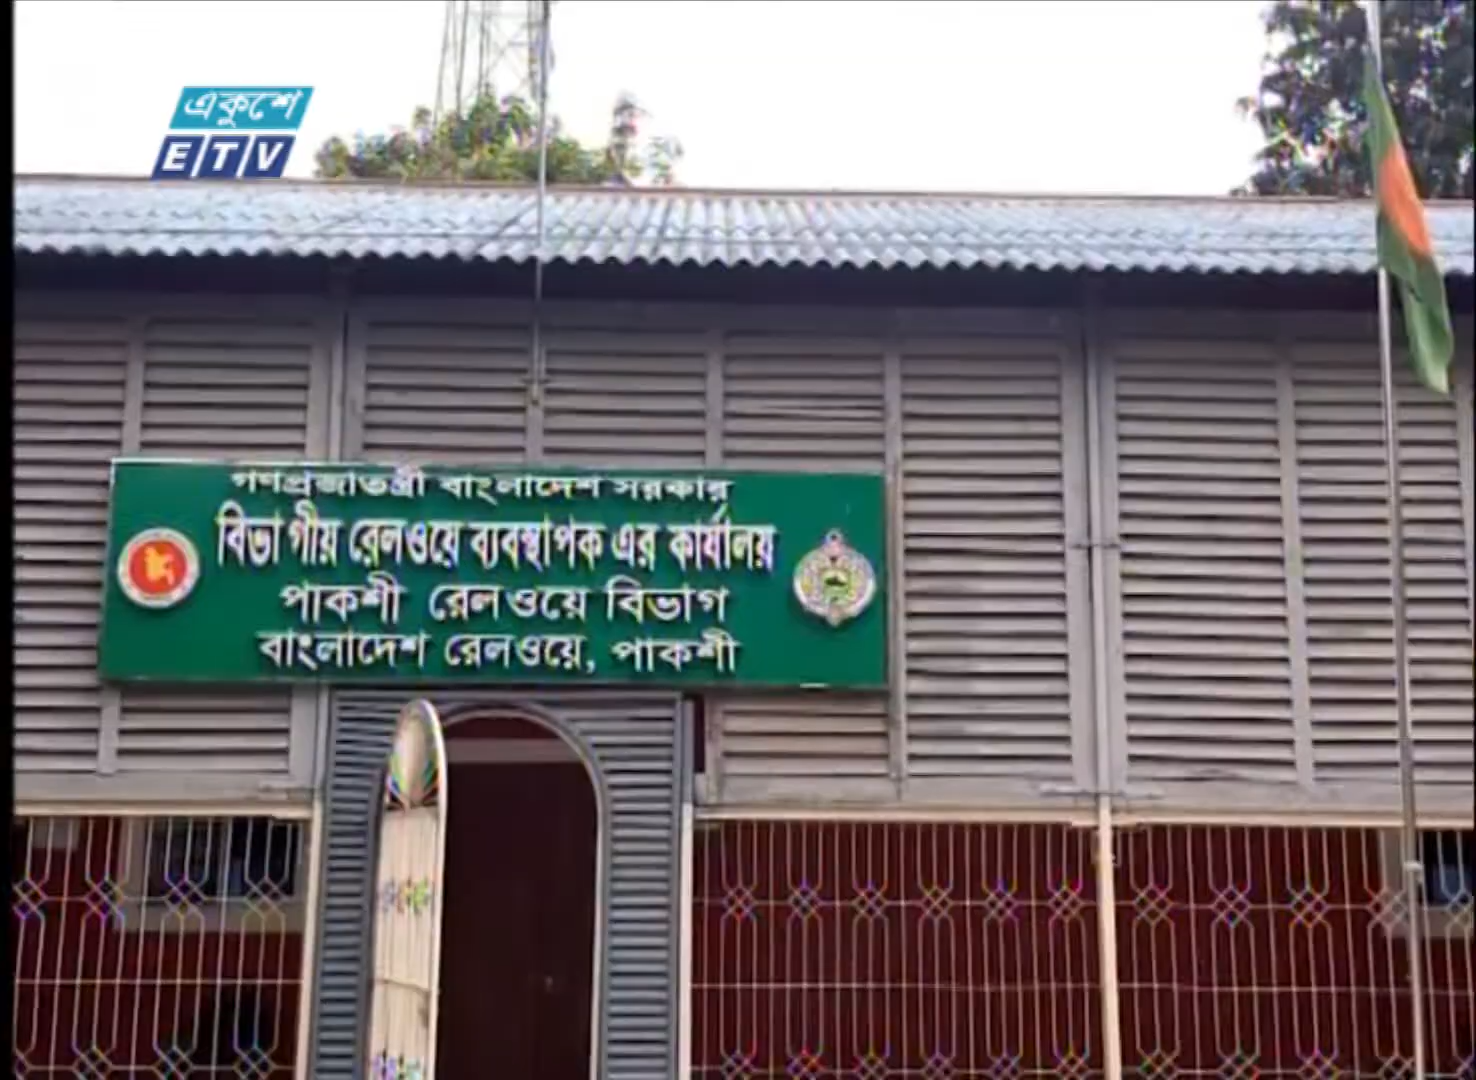 একুশে
ETV
গণপ্রজাতন্ত্রী বাংলাদেশ সরকার
বিভাগীয় রেলওয়ে ব্যবস্থাপক এর কার্যালয়
পাকশী রেলওয়ে বিভাগ
বাংলাদেশ রেলওয়ে, পাকশী